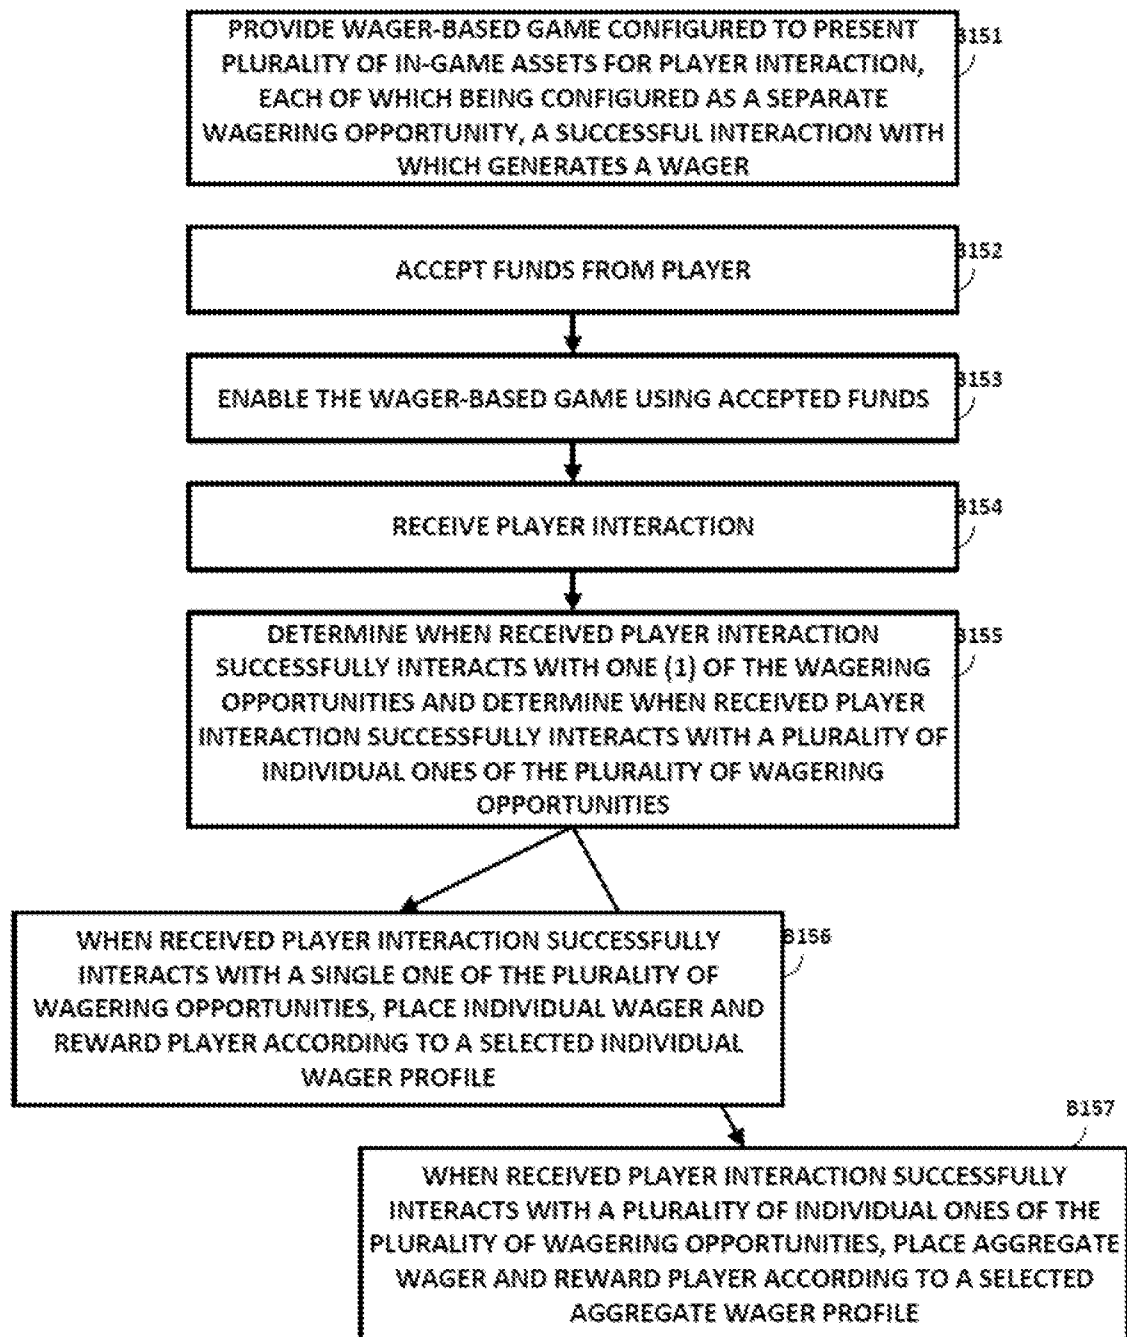 PROVIDE WAGER-BASED GAME CONFIGURED TO PRESENT
PLURALITY OF IN-GAME ASSETS FOR PLAYER INTERACTION,
EACH OF WHICH BEING CONFIGURED AS A SEPARATE
WAGERING OPPORTUNITY, A SUCCESSFUL INTERACTION WITH
WHICH GENERATES A WAGER
B151
ACCEPT FUNDS FROM PLAYER
B152
ENABLE THE WAGER-BASED GAME USING ACCEPTED FUNDS
B153
RECEIVE PLAYER INTERACTION
B154
DETERMINE WHEN RECEIVED PLAYER INTERACTION
SUCCESSFULLY INTERACTS WITH ONE (1) OF THE WAGERING
OPPORTUNITIES AND DETERMINE WHEN RECEIVED PLAYER
INTERACTION SUCCESSFULLY INTERACTS WITH A PLURALITY OF
INDIVIDUAL ONES OF THE PLURALITY OF WAGERING
OPPORTUNITIES
B155
WHEN RECEIVED PLAYER INTERACTION SUCCESSFULLY
INTERACTS WITH A SINGLE ONE OF THE PLURALITY OF
WAGERING OPPORTUNITIES, PLACE INDIVIDUAL WAGER AND
REWARD PLAYER ACCORDING TO A SELECTED INDIVIDUAL
WAGER PROFILE
B156
B157
WHEN RECEIVED PLAYER INTERACTION SUCCESSFULLY
INTERACTS WITH A PLURALITY OF INDIVIDUAL ONES OF THE
PLURALITY OF WAGERING OPPORTUNITIES, PLACE AGGREGATE
WAGER AND REWARD PLAYER ACCORDING TO A SELECTED
AGGREGATE WAGER PROFILE